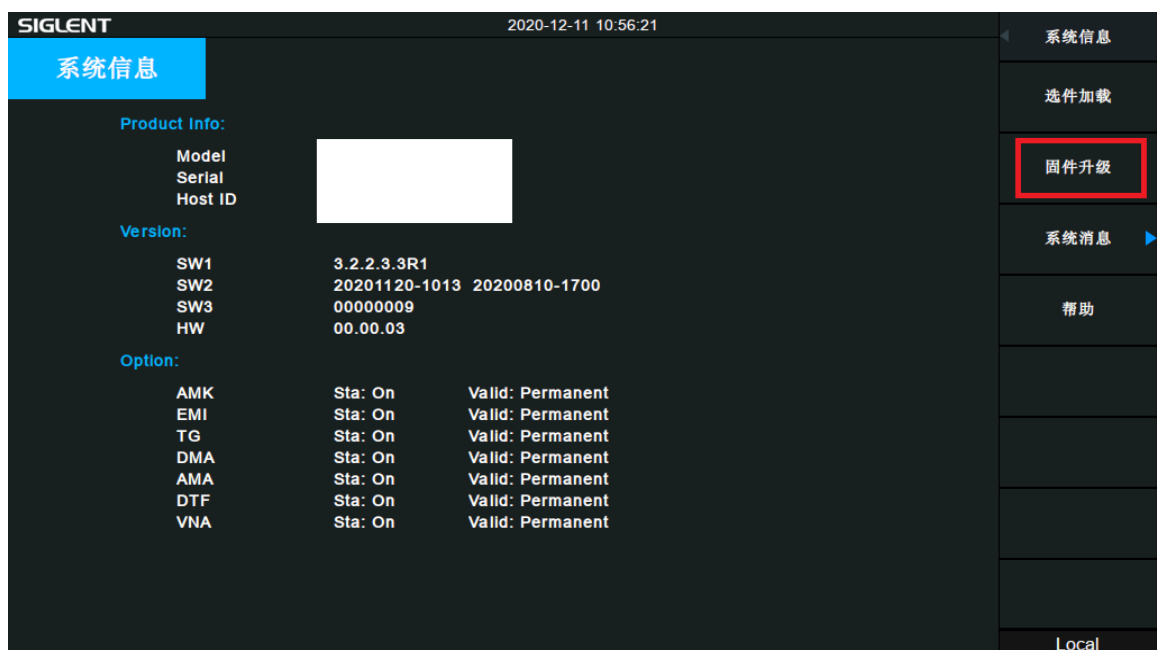 SIGLENT 2020-12-11 10:56:21
系统信息
Product Info:
Model
Serial
Host ID
Version:
SW1 3.2.2.3.3R1
SW2 20201120-1013 20200810-1700
SW3 00000009
HW 00.00.03
Option:
AMK Sta: On Valid: Permanent
EMI Sta: On Valid: Permanent
TG Sta: On Valid: Permanent
DMA Sta: On Valid: Permanent
AMA Sta: On Valid: Permanent
DTF Sta: On Valid: Permanent
VNA Sta: On Valid: Permanent
系统信息
选件加载
固件升级
系统消息
帮助
Local